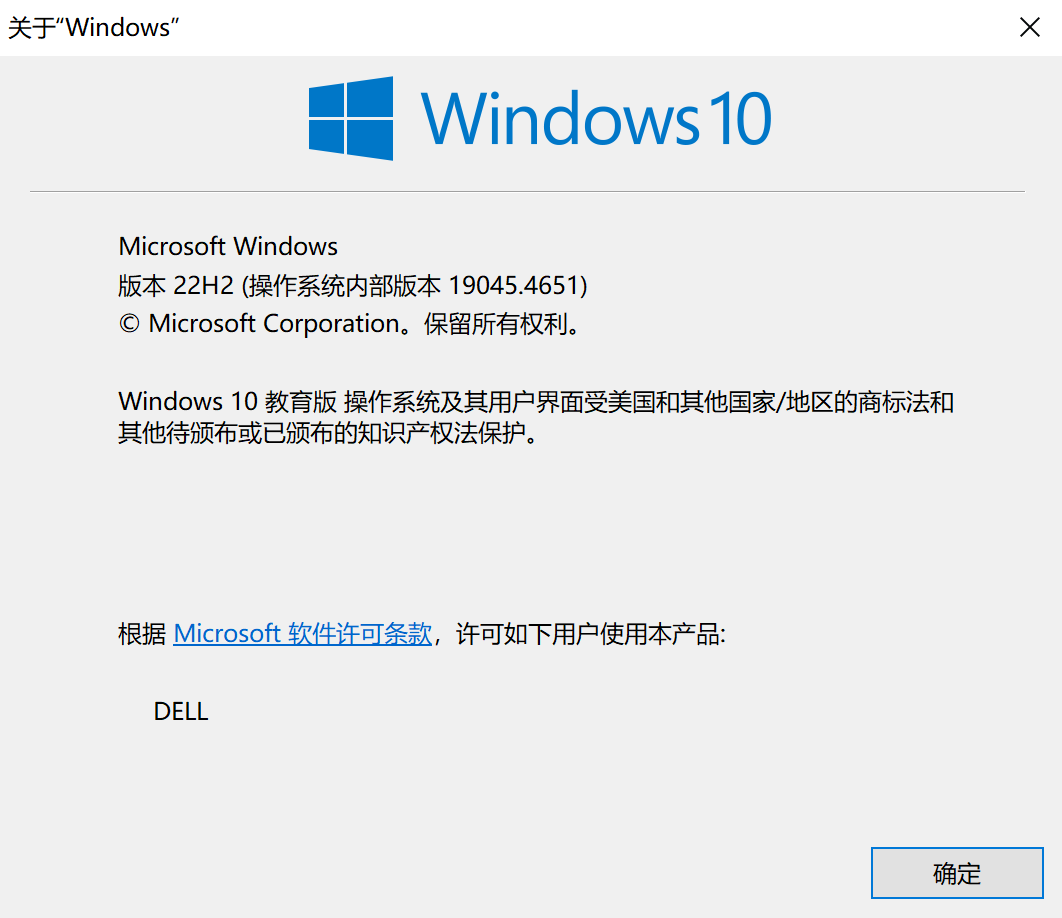 关于“Windows”
Windows 10
Microsoft Windows
版本 22H2 (操作系统内部版本 19045.4651)
© Microsoft Corporation。保留所有权利。
Windows 10 教育版 操作系统及其用户界面受美国和其他国家/地区的商标法和
其他待颁布或已颁布的知识产权法保护。
根据 Microsoft 软件许可条款，许可如下用户使用本产品:
DELL
确定